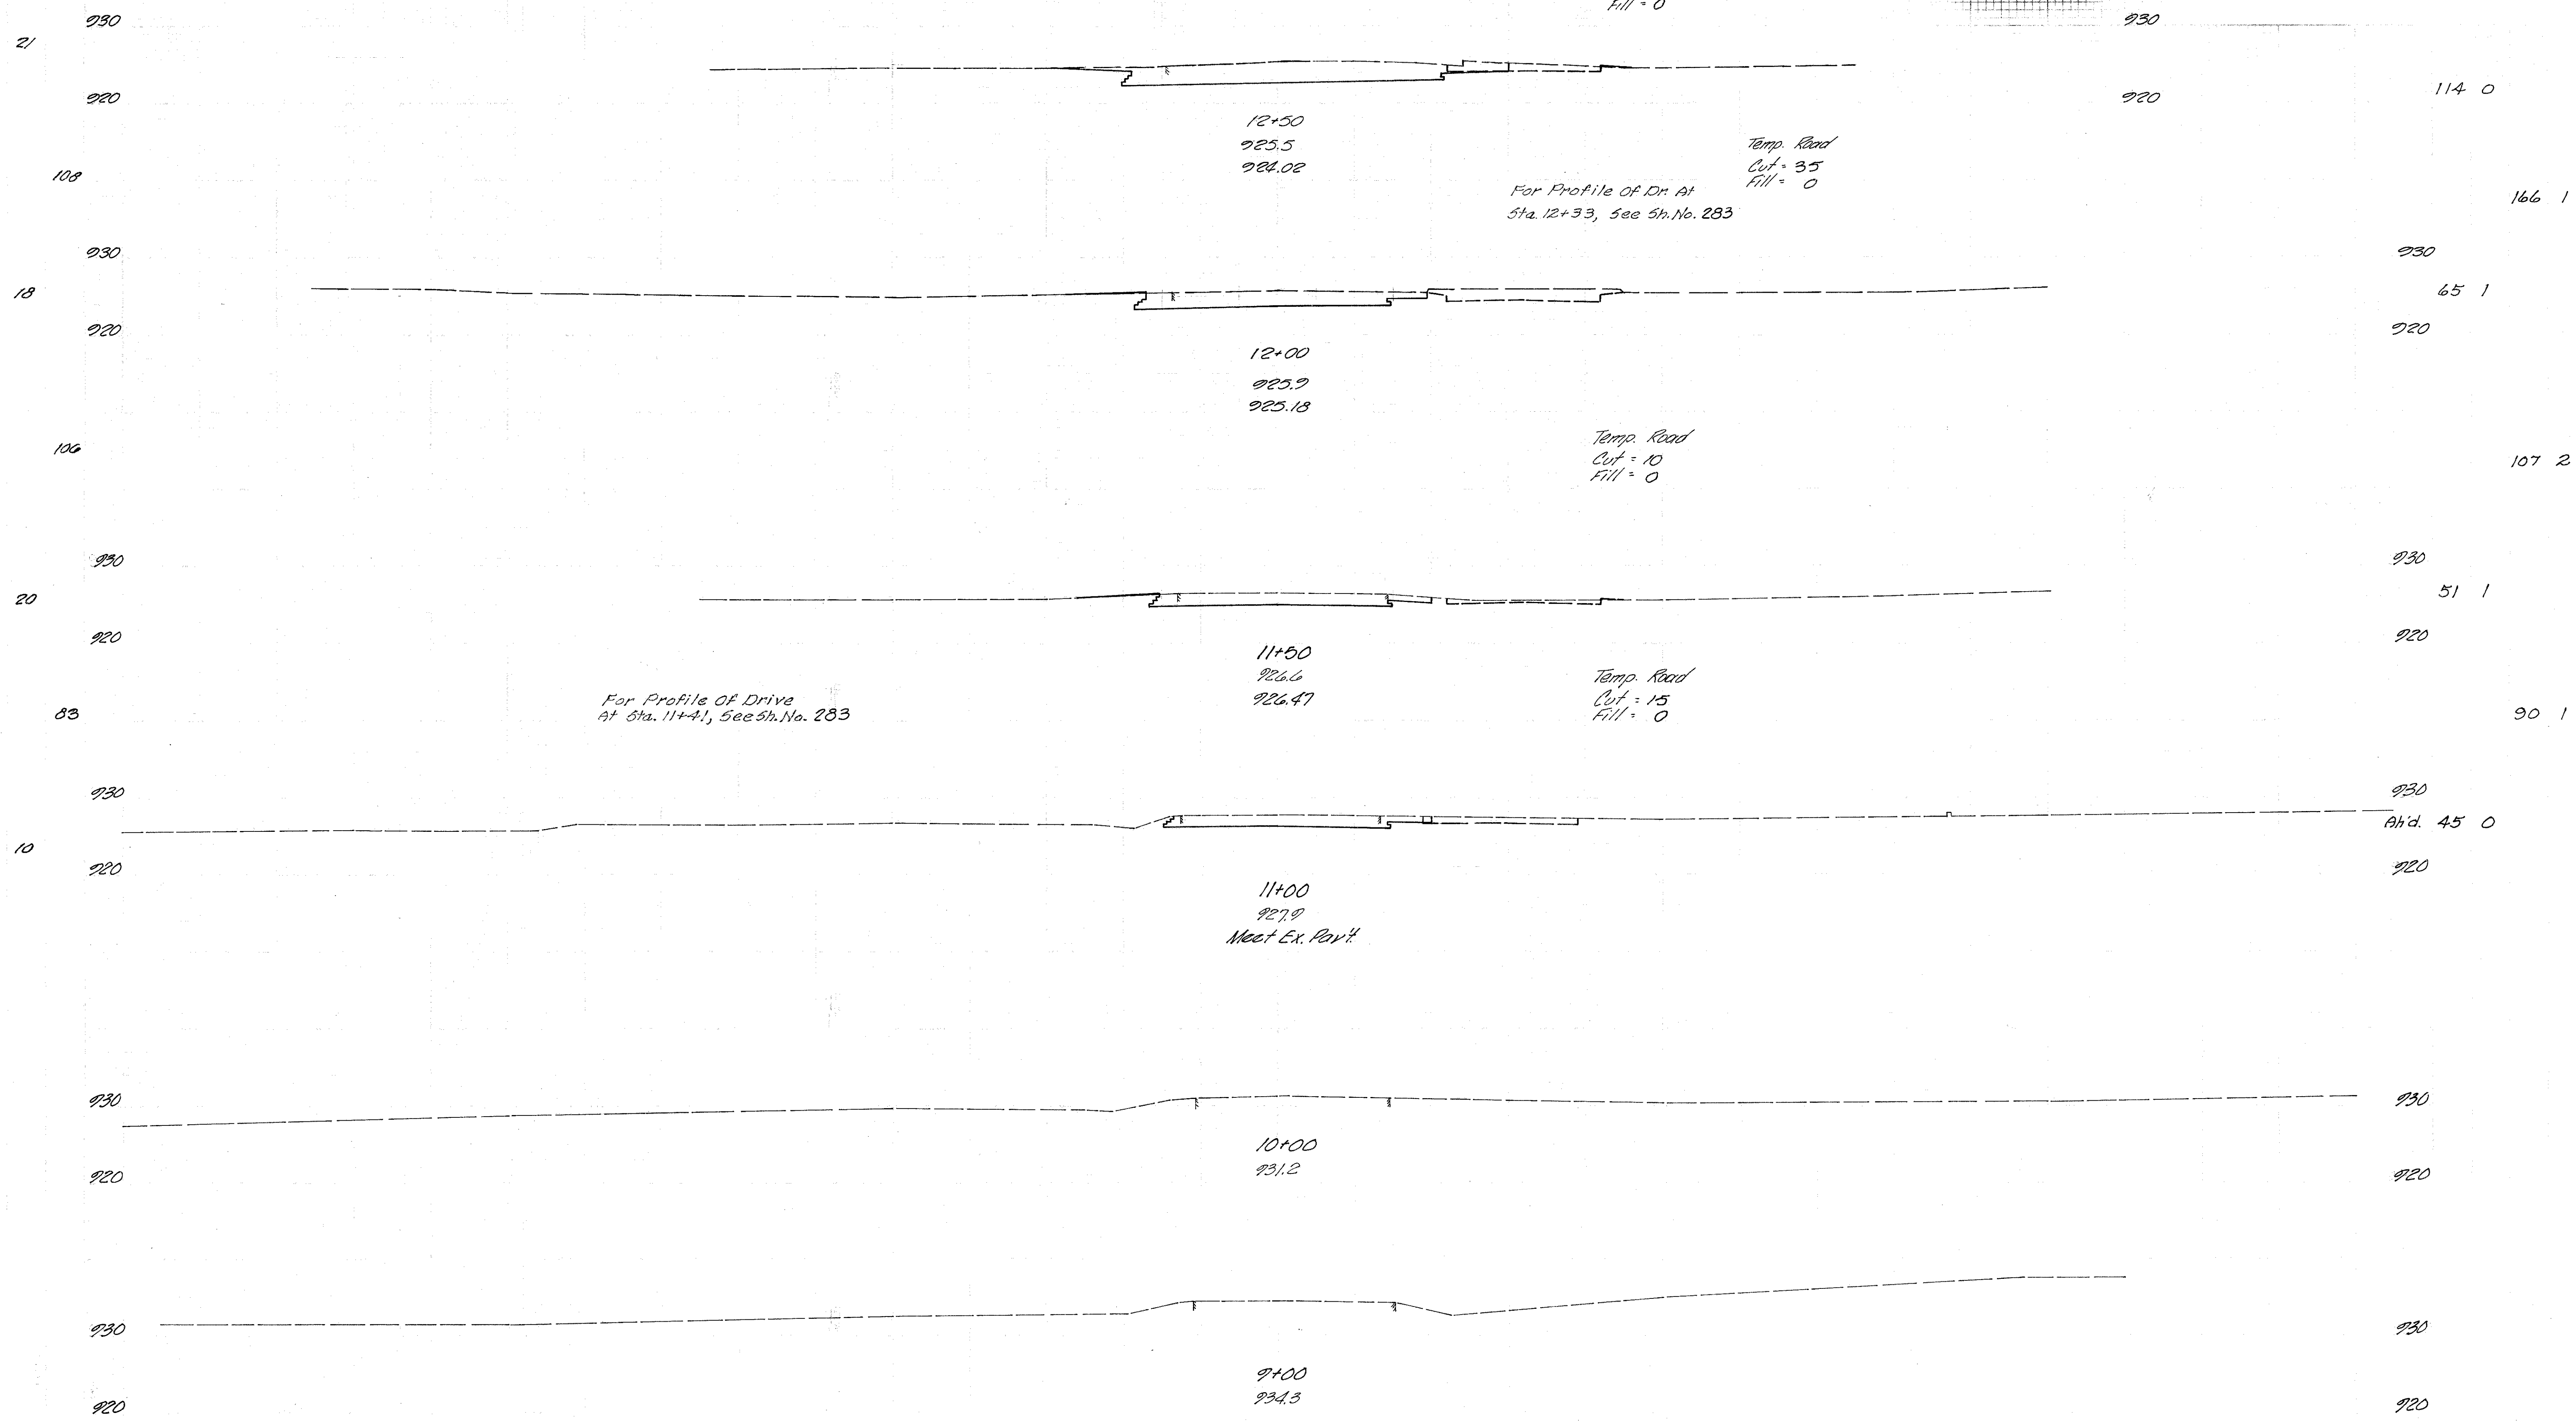 Fill = 0
930 930
21
920 920
114 0
12+50
925.5
924.02
Temp. Road
Cut = 35
Fill = 0
108
For Profile Of Dr. At
Sta. 12+33, See Sh. No. 283
166 1
930 930
18
65 1
920 920
12+00
925.9
925.18
106
Temp. Road
Cut = 10
Fill = 0
107 2
930 930
20
51 1
920 920
11+50
926.6
926.47
For Profile Of Drive
At Sta. 11+41, See Sh. No. 283
Temp. Road
Cut = 15
Fill = 0
83
90 1
930 930
Ah'd. 45 0
10
920 920
11+00
927.9
Meet Ex. Pav't.
930 930
10+00
931.2
920 920
930 930
9+00
934.3
920 920